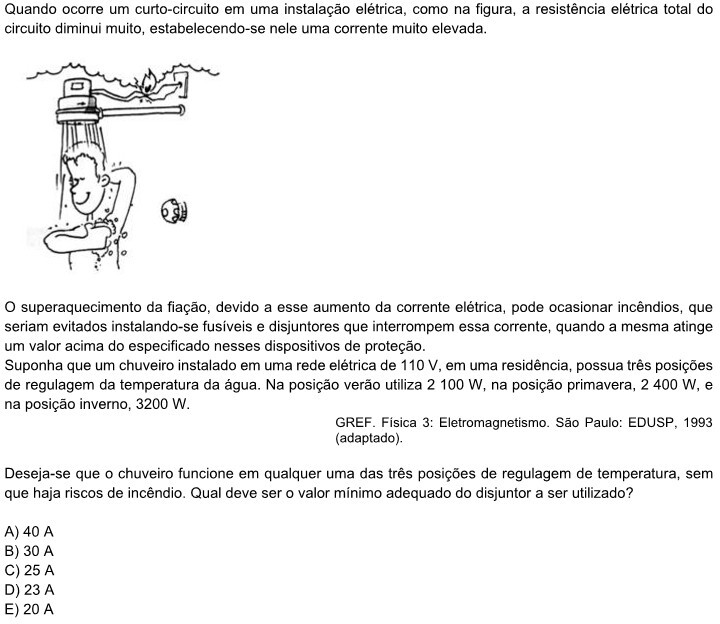 Quando ocorre um curto-circuito em uma instalação elétrica, como na figura, a resistência elétrica total do
circuito diminui muito, estabelecendo-se nele uma corrente muito elevada.
O superaquecimento da fiação, devido a esse aumento da corrente elétrica, pode ocasionar incêndios, que
seriam evitados instalando-se fusíveis e disjuntores que interrompem essa corrente, quando a mesma atinge
um valor acima do especificado nesses dispositivos de proteção.
Suponha que um chuveiro instalado em uma rede elétrica de 110 V, em uma residência, possua três posições
de regulagem da temperatura da água. Na posição verão utiliza 2 100 W, na posição primavera, 2 400 W, e
na posição inverno, 3200 W.
GREF. Física 3: Eletromagnetismo. São Paulo: EDUSP, 1993
(adaptado).
Deseja-se que o chuveiro funcione em qualquer uma das três posições de regulagem de temperatura, sem
que haja riscos de incêndio. Qual deve ser o valor mínimo adequado do disjuntor a ser utilizado?
A) 40 A
B) 30 A
C) 25 A
D) 23 A
E) 20 A